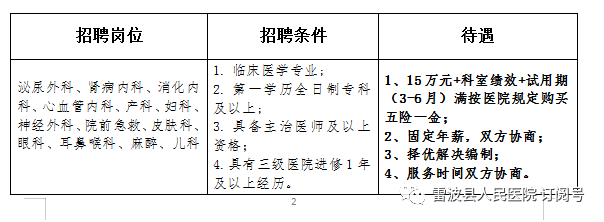 招聘岗位
招聘条件
待遇
泌尿外科、肾病内科、消化内
科、心血管内科、产科、妇科、
神经外科、院前急救、皮肤科、
眼科、耳鼻喉科、麻醉、儿科
1. 临床医学专业；
2. 第一学历全日制专科
及以上；
3. 具备主治医师及以上
资格；
4.具有三级医院进修 1 年
及以上经历。
1、15 万元+科室绩效+试用期
（3-6 月）满按医院规定购买
五险一金；
2、固定年薪，双方协商；
3、择优解决编制；
4、服务时间双方协商。
2
雷波县人民医院-订阅号